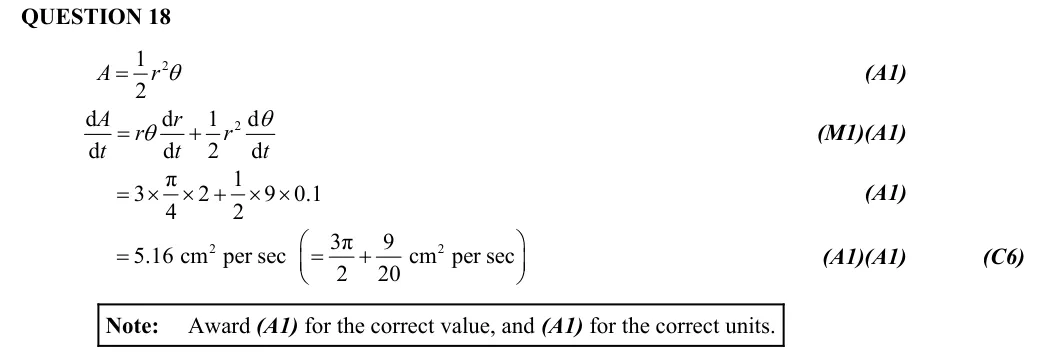 QUESTION 18
A = 1/2 r²θ (A1)
dA/dt = rθ dr/dt + 1/2 r² dθ/dt (M1)(A1)
= 3 × π/4 × 2 + 1/2 × 9 × 0.1 (A1)
= 5.16 cm² per sec (= 3π/2 + 9/20 cm² per sec) (A1)(A1) (C6)
Note: Award (A1) for the correct value, and (A1) for the correct units.